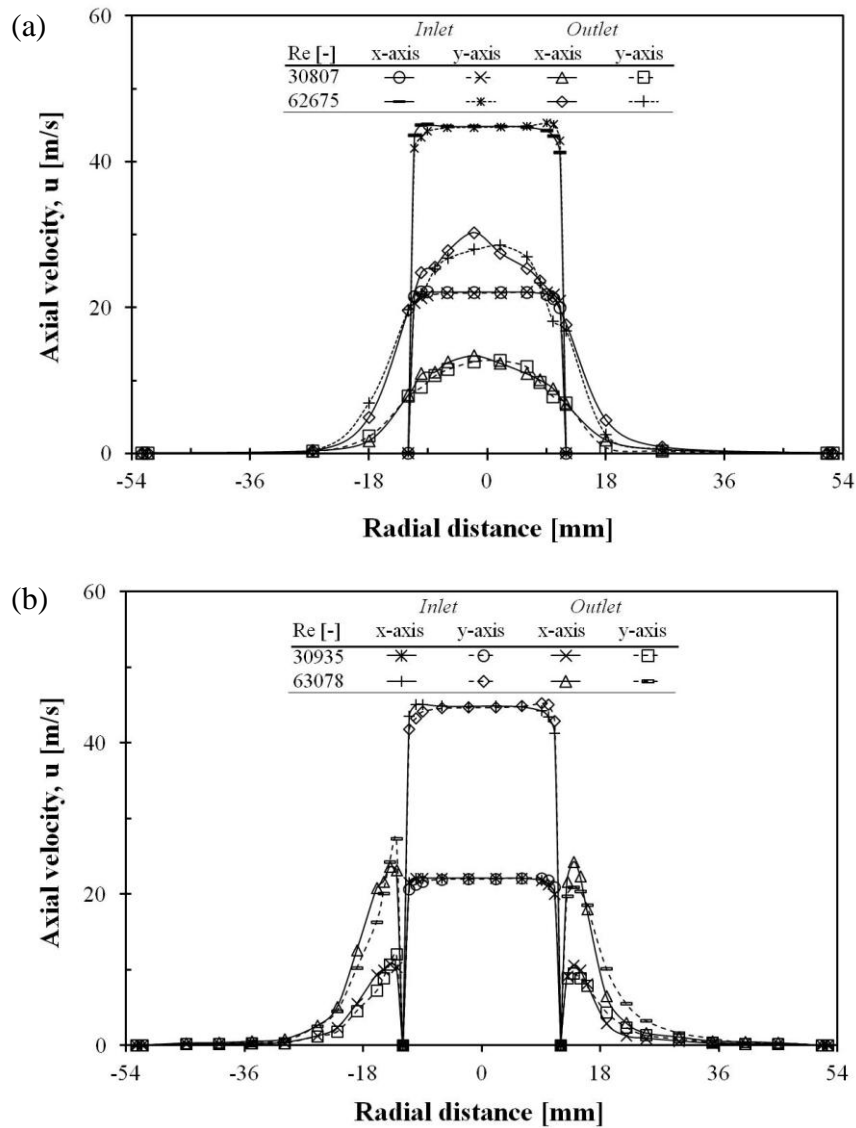 (a)
60
Inlet Outlet
Re [-] x-axis y-axis x-axis y-axis
30807
62675
40
20
0
Axial velocity, u [m/s]
-54 -36 -18 0 18 36 54
Radial distance [mm]
(b)
60
Inlet Outlet
Re [-] x-axis y-axis x-axis y-axis
30935
63078
40
20
0
Axial velocity, u [m/s]
-54 -36 -18 0 18 36 54
Radial distance [mm]